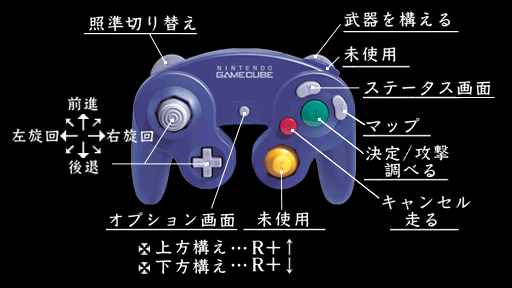 照準切り替え
武器を構える
未使用
NINTENDO
GAMECUBE
ステータス画面
前進
左旋回
右旋回
後退
マップ
決定/攻撃
調べる
キャンセル
走る
オプション画面
未使用
※上方構え…R+↑
※下方構え…R+↓